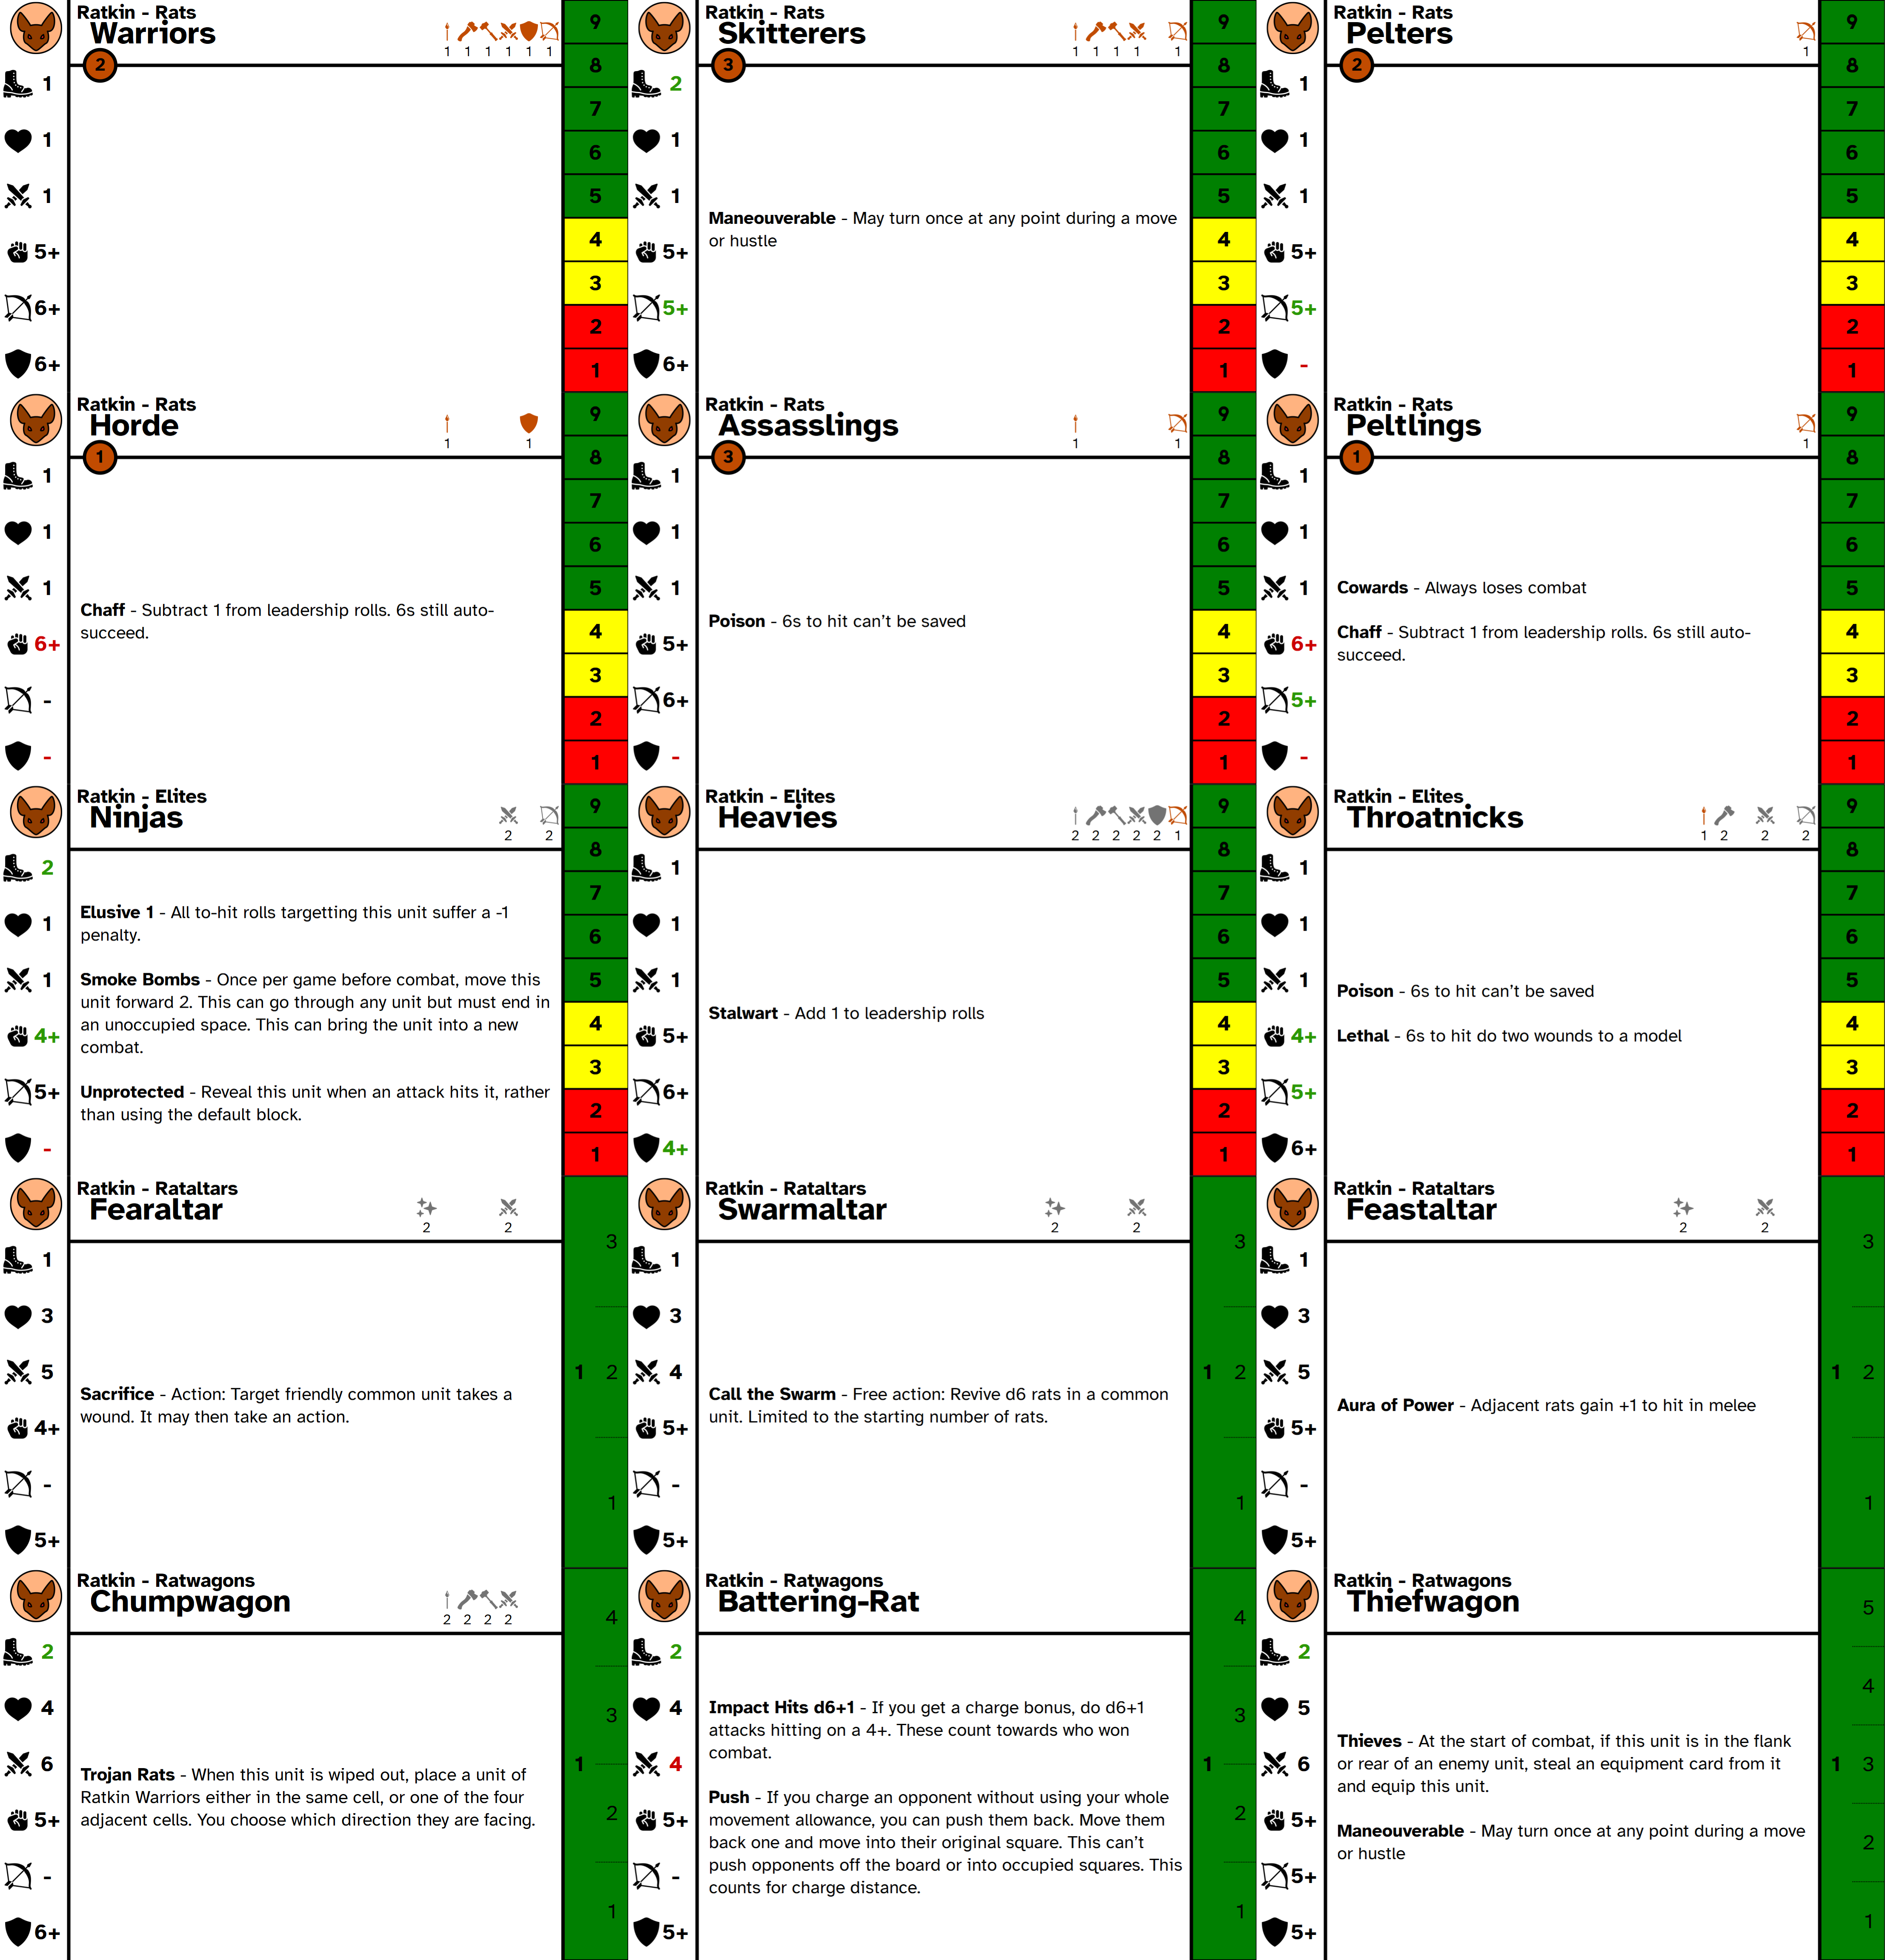 Ratkin - Rats
Warriors
1 1 1 1 1 1
2
1
1
1
5+
6+
6+
9
8
7
6
5
4
3
2
1
Ratkin - Rats
Skitterers
1 1 1 1 1
3
2
1
1
5+
5+
6+
Maneouverable - May turn once at any point during a move
or hustle
9
8
7
6
5
4
3
2
1
Ratkin - Rats
Pelters
1
2
1
1
1
5+
5+
-
9
8
7
6
5
4
3
2
1
Ratkin - Rats
Horde
1 1
1
1
1
1
6+
-
-
Chaff - Subtract 1 from leadership rolls. 6s still auto-
succeed.
9
8
7
6
5
4
3
2
1
Ratkin - Rats
Assasslings
1 1
3
1
1
1
5+
6+
-
Poison - 6s to hit can't be saved
9
8
7
6
5
4
3
2
1
Ratkin - Rats
Peltlings
1
1
1
1
1
6+
5+
-
Cowards - Always loses combat
Chaff - Subtract 1 from leadership rolls. 6s still auto-
succeed.
9
8
7
6
5
4
3
2
1
Ratkin - Elites
Ninjas
2 2
2
1
1
4+
5+
-
Elusive 1 - All to-hit rolls targetting this unit suffer a -1
penalty.
Smoke Bombs - Once per game before combat, move this
unit forward 2. This can go through any unit but must end in
an unoccupied space. This can bring the unit into a new
combat.
Unprotected - Reveal this unit when an attack hits it, rather
than using the default block.
9
8
7
6
5
4
3
2
1
Ratkin - Elites
Heavies
2 2 2 2 2 1
1
1
1
5+
6+
4+
Stalwart - Add 1 to leadership rolls
9
8
7
6
5
4
3
2
1
Ratkin - Elites
Throatnicks
1 2 2 2
1
1
1
4+
5+
6+
Poison - 6s to hit can't be saved
Lethal - 6s to hit do two wounds to a model
9
8
7
6
5
4
3
2
1
Ratkin - Rataltars
Fearaltar
2 2
1
3
5
4+
-
5+
Sacrifice - Action: Target friendly common unit takes a
wound. It may then take an action.
3
1 2
1
Ratkin - Rataltars
Swarmaltar
2 2
1
3
4
5+
-
5+
Call the Swarm - Free action: Revive d6 rats in a common
unit. Limited to the starting number of rats.
3
1 2
1
Ratkin - Rataltars
Feastaltar
2 2
1
3
5
5+
-
5+
Aura of Power - Adjacent rats gain +1 to hit in melee
3
1 2
1
Ratkin - Ratwagons
Chumpwagon
2 2 2 2
2
4
6
5+
-
6+
Trojan Rats - When this unit is wiped out, place a unit of
Ratkin Warriors either in the same cell, or one of the four
adjacent cells. You choose which direction they are facing.
4
3
1
2
1
Ratkin - Ratwagons
Battering-Rat
2
4
4
5+
-
5+
Impact Hits d6+1 - If you get a charge bonus, do d6+1
attacks hitting on a 4+. These count towards who won
combat.
Push - If you charge an opponent without using your whole
movement allowance, you can push them back. Move them
back one and move into their original square. This can't
push opponents off the board or into occupied squares. This
counts for charge distance.
4
3
1
2
1
Ratkin - Ratwagons
Thiefwagon
2
5
6
5+
5+
5+
Thieves - At the start of combat, if this unit is in the flank
or rear of an enemy unit, steal an equipment card from it
and equip this unit.
Maneouverable - May turn once at any point during a move
or hustle
5
4
1 3
2
1